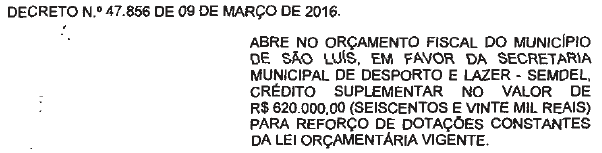 DECRETO N.º 47.856 DE 09 DE MARÇO DE 2016.
ABRE NO ORÇAMENTO FISCAL DO MUNICÍPIO
DE SÃO LUÍS, EM FAVOR DA SECRETARIA
MUNICIPAL DE DESPORTO E LAZER - SEMDEL,
CRÉDITO SUPLEMENTAR NO VALOR DE
R$ 620.000,00 (SEISCENTOS E VINTE MIL REAIS)
PARA REFORÇO DE DOTAÇÕES CONSTANTES
DA LEI ORÇAMENTÁRIA VIGENTE.